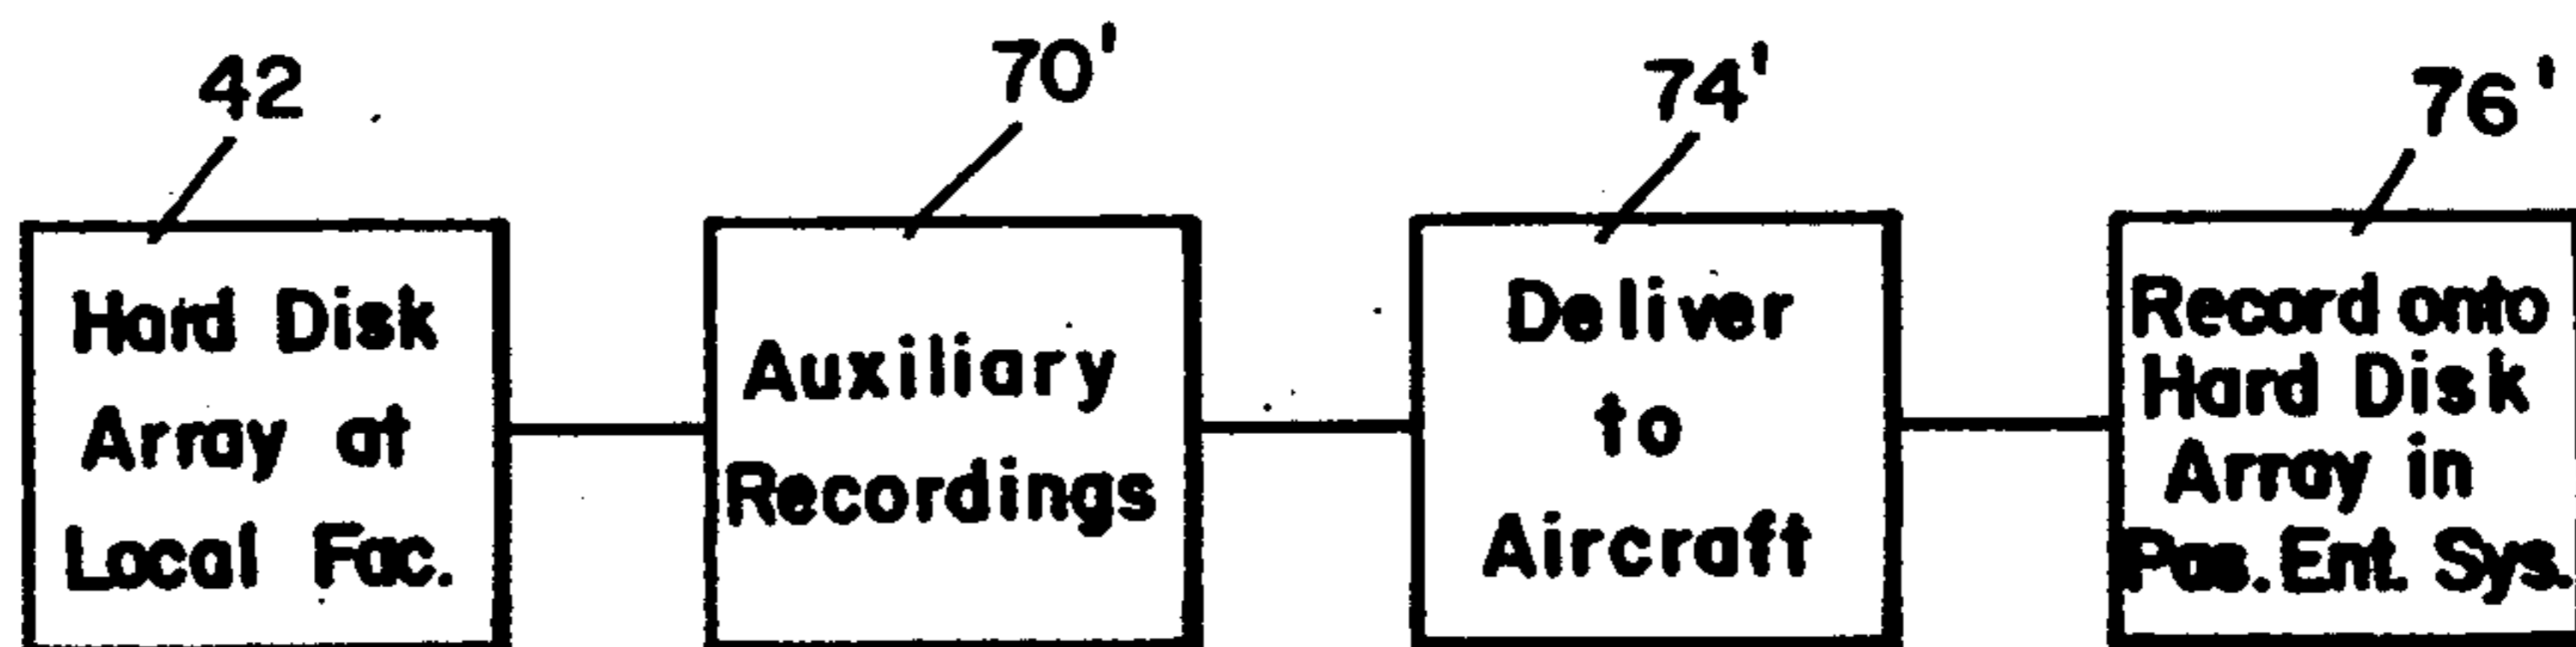 42
70'
74'
76'
Hard Disk
Array at
Local Fac.
Auxiliary
Recordings
Deliver
to
Aircraft
Record onto
Hard Disk
Array in
Pas. Ent. Sys.